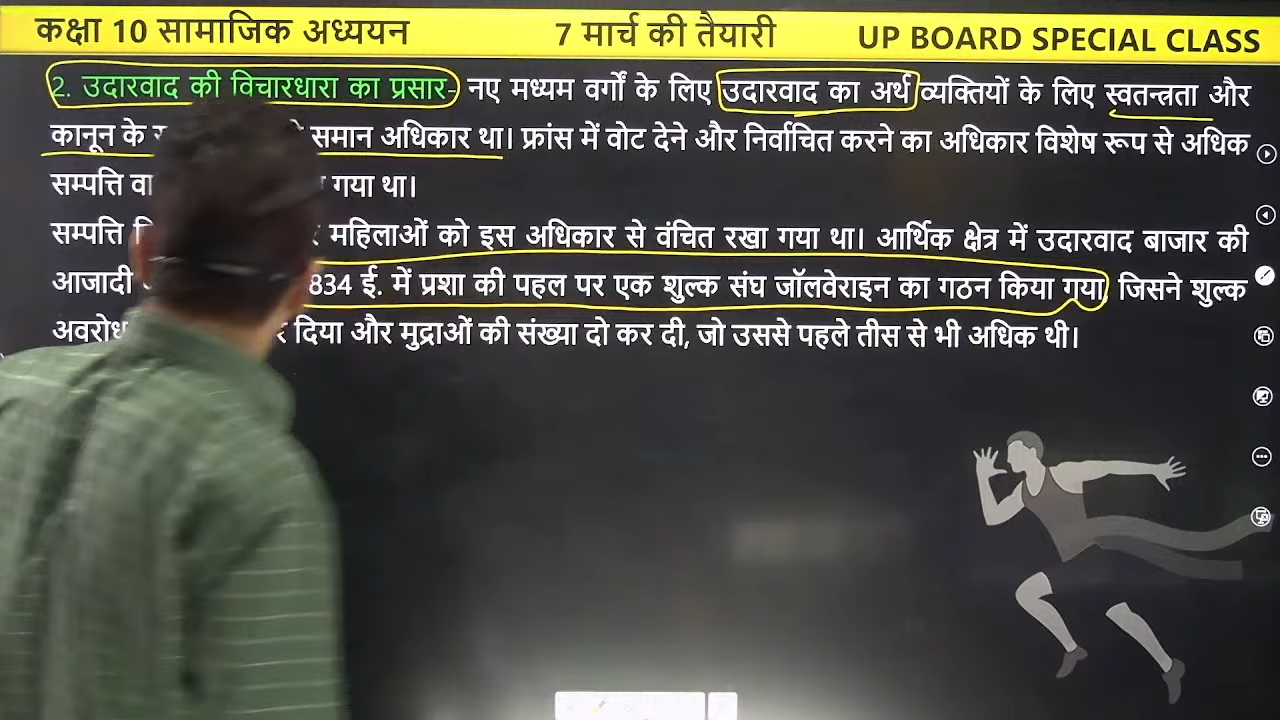 कक्षा 10 सामाजिक अध्ययन 7 मार्च की तैयारी UP BOARD SPECIAL CLASS
2. उदारवाद की विचारधारा का प्रसार- नए मध्यम वर्गों के लिए उदारवाद का अर्थ व्यक्तियों के लिए स्वतन्त्रता और
कानून के समान अधिकार था। फ्रांस में वोट देने और निर्वाचित करने का अधिकार विशेष रूप से अधिक
सम्पत्ति गया था।
सम्पत्ति महिलाओं को इस अधिकार से वंचित रखा गया था। आर्थिक क्षेत्र में उदारवाद बाजार की
आजादी 834 ई. में प्रशा की पहल पर एक शुल्क संघ जॉलवेराइन का गठन किया गया, जिसने शुल्क
दिया और मुद्राओं की संख्या दो कर दी, जो उससे पहले तीस से भी अधिक थी।